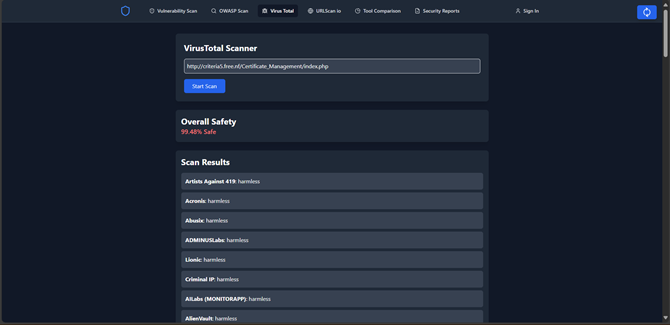 Vulnerability Scan
OWASP Scan
Virus Total
URLScan io
Tool Comparison
Security Reports
Sign In
VirusTotal Scanner
http://criteria5.free.nf/Certificate_Management/index.php
Start Scan
Overall Safety
99.48% Safe
Scan Results
Artists Against 419: harmless
Acronis: harmless
Abusix: harmless
ADMINUSLabs: harmless
Lionic: harmless
Criminal IP: harmless
AILabs (MONITORAPP): harmless
AlienVault: harmless